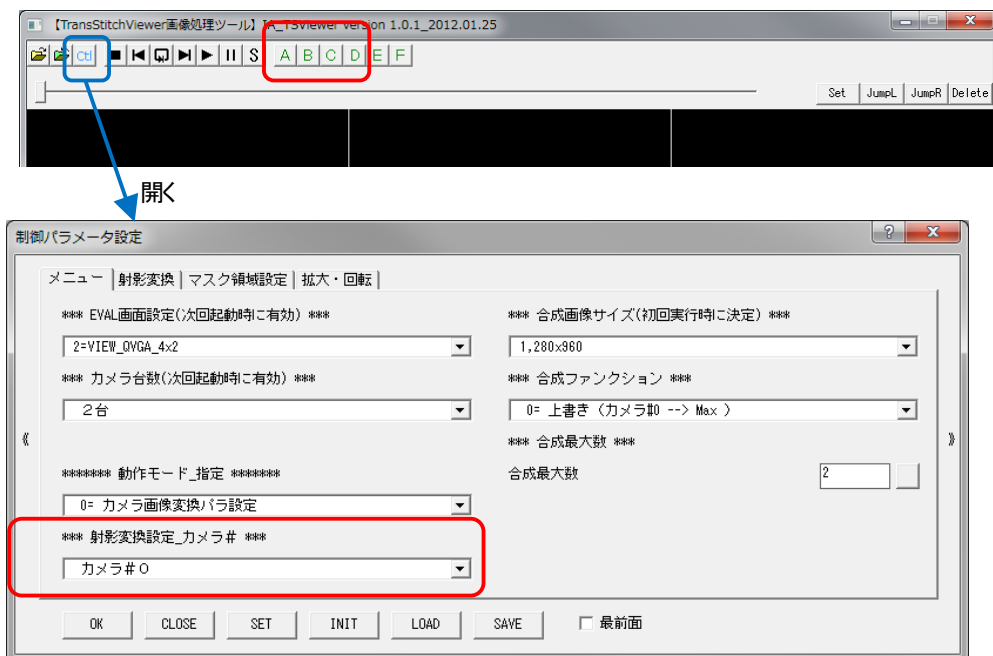 【TransStitchViewer画像処理ツール】IA_TSViewer version 1.0.1_2012.01.25
Ctl S A B C D E F
Set JumpL JumpR Delete
開く
制御パラメータ設定
メニュー 射影変換 マスク領域設定 拡大・回転
*** EVAL画面設定(次回起動時に有効) *** *** 合成画像サイズ(初回実行時に決定) ***
2=VIEW_QVGA_4x2 1,280x960
*** カメラ台数(次回起動時に有効) *** *** 合成ファンクション ***
2台 0= 上書き (カメラ#0 --> Max )
*** 合成最大数 ***
******* 動作モード_指定 ******* 合成最大数 2
0= カメラ画像変換パラ設定
*** 射影変換設定_カメラ# ***
カメラ#0
OK CLOSE SET INIT LOAD SAVE 最前面